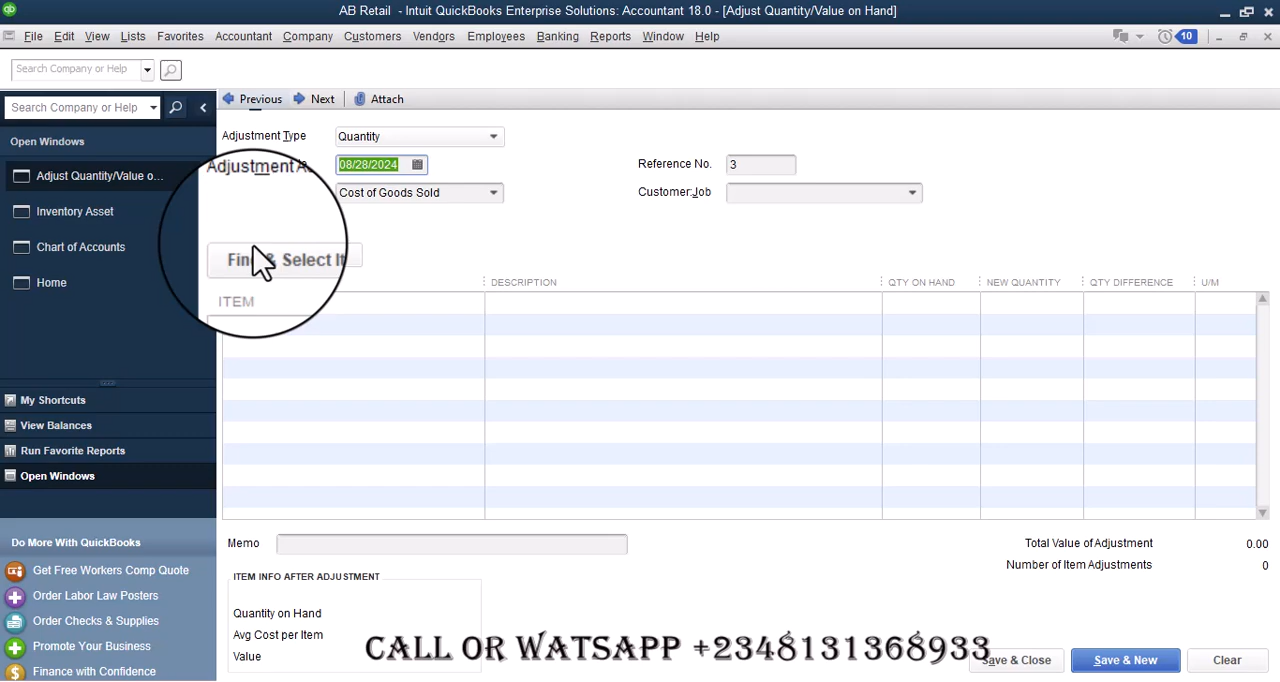 AB Retail - Intuit QuickBooks Enterprise Solutions: Accountant 18.0 - [Adjust Quantity/Value on Hand]
File Edit View Lists Favorites Accountant Company Customers Vendors Employees Banking Reports Window Help
10
Search Company or Help
Search Company or Help
Previous Next Attach
Open Windows
Adjust Quantity/Value o...
Inventory Asset
Chart of Accounts
Home
Adjustment Type Quantity
Adjustment 08/28/2024 Reference No. 3
Cost of Goods Sold Customer:Job
Find & Select
ITEM DESCRIPTION QTY ON HAND NEW QUANTITY QTY DIFFERENCE U/M
My Shortcuts
View Balances
Run Favorite Reports
Open Windows
Do More With QuickBooks
Get Free Workers Comp Quote
Order Labor Law Posters
Order Checks & Supplies
Promote Your Business
Finance with Confidence
Memo
Total Value of Adjustment 0.00
Number of Item Adjustments 0
ITEM INFO AFTER ADJUSTMENT
Quantity on Hand
Avg Cost per Item
Value
CALL OR WATSAPP +2348131368933
Save & Close Save & New Clear